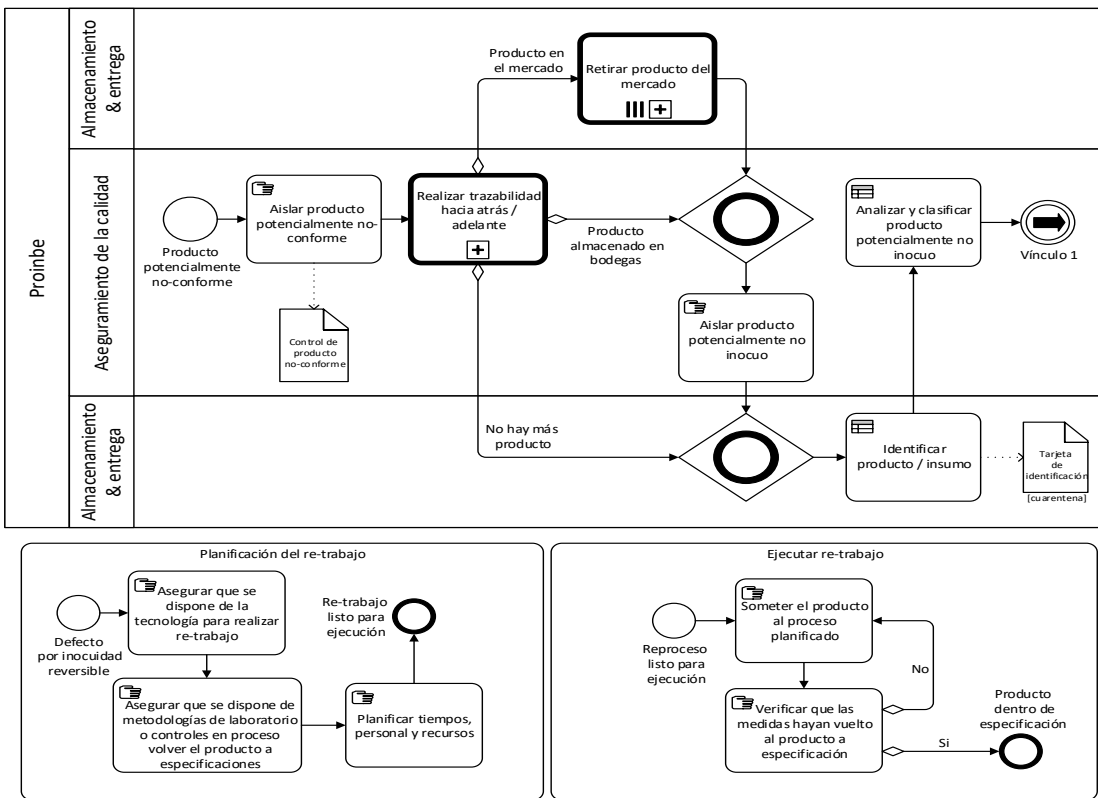 Proinbe
Almacenamiento
& entrega
Producto en
el mercado
Retirar producto del
mercado
Aseguramiento de la calidad
Producto
potencialmente
no-conforme
Aislar producto
potencialmente no-
conforme
Control de
producto
no-conforme
Realizar trazabilidad
hacia atrás /
adelante
Producto
almacenado en
bodegas
Aislar producto
potencialmente no
inocuo
Analizar y clasificar
producto
potencialmente no
inocuo
Vínculo 1
Almacenamiento
& entrega
No hay más
producto
Identificar
producto / insumo
Tarjeta
de
identificación
[cuarentena]
Planificación del re-trabajo
Defecto
por inocuidad
reversible
Asegurar que se
dispone de la
tecnología para realizar
re-trabajo
Asegurar que se dispone de
metodologías de laboratorio
o controles en proceso
volver el producto a
especificaciones
Planificar tiempos,
personal y recursos
Re-trabajo
listo para
ejecución
Ejecutar re-trabajo
Reproceso
listo para
ejecución
Someter el producto
al proceso
planificado
No
Verificar que las
medidas hayan vuelto
al producto a
especificación
Si
Producto
dentro de
especificación